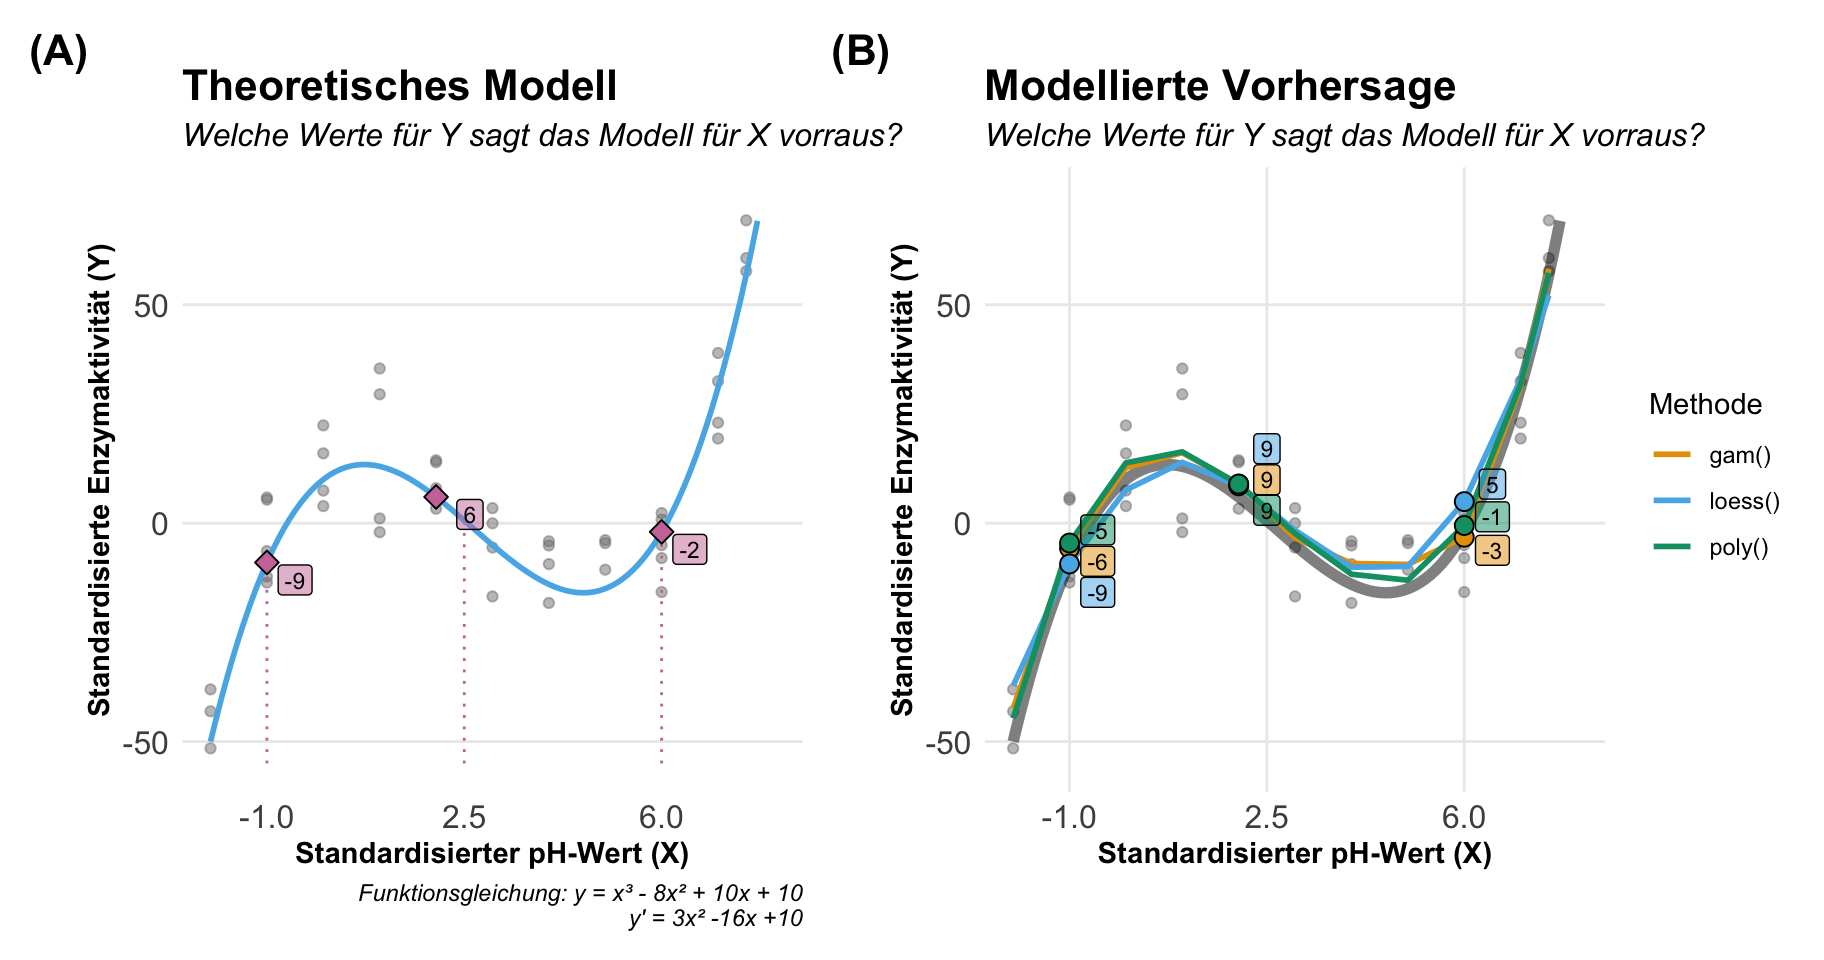 (A)
Theoretisches Modell
Welche Werte für Y sagt das Modell für X vorraus?
Standardisierte Enzymaktivität (Y)
50
0
-50
-9
6
-2
-1.0 2.5 6.0
Standardisierter pH-Wert (X)
Funktionsgleichung: y = x³ - 8x² + 10x + 10
y' = 3x² -16x +10
(B)
Modellierte Vorhersage
Welche Werte für Y sagt das Modell für X vorraus?
Standardisierte Enzymaktivität (Y)
50
0
-50
-5
-6
-9
9
9
9
5
-1
-3
-1.0 2.5 6.0
Standardisierter pH-Wert (X)
Methode
gam()
loess()
poly()